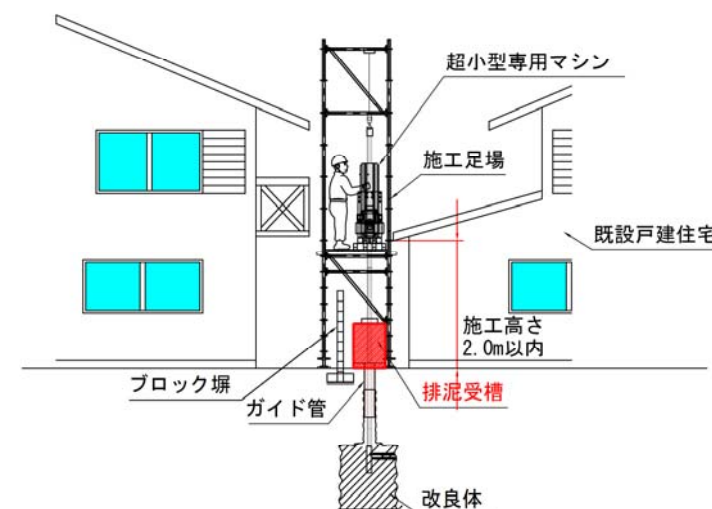 超小型専用マシン
施工足場
既設戸建住宅
施工高さ
2.0m以内
ブロック塀
ガイド管
排泥受槽
改良体